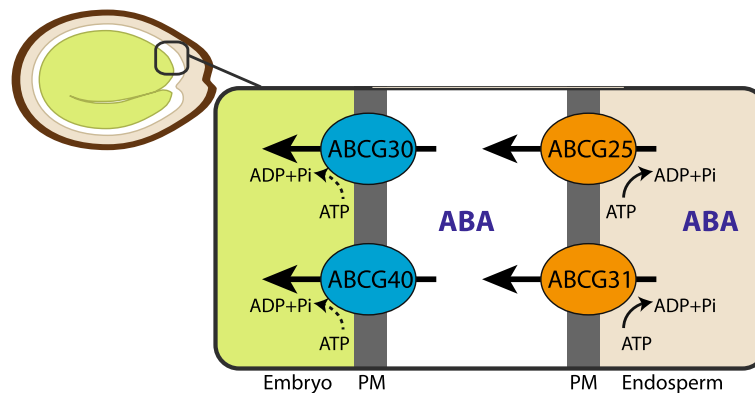 ABCG30
ABCG25
ADP+Pi
ADP+Pi
ATP
ATP
ABA
ABA
ABCG40
ABCG31
ADP+Pi
ADP+Pi
ATP
ATP
Embryo
PM
PM
Endosperm